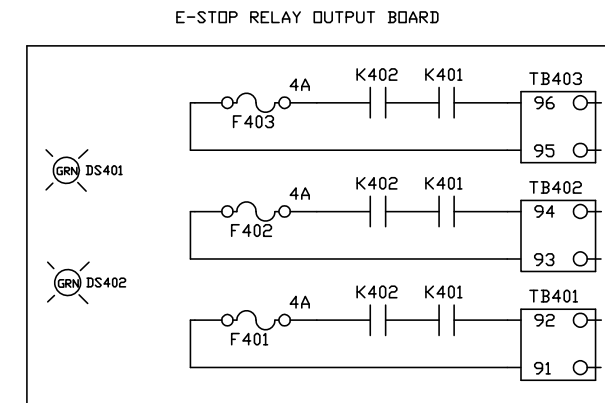 E-STOP RELAY OUTPUT BOARD
4A K402 K401 TB403
F403 96
95
GRN DS401
4A K402 K401 TB402
F402 94
93
GRN DS402
4A K402 K401 TB401
F401 92
91